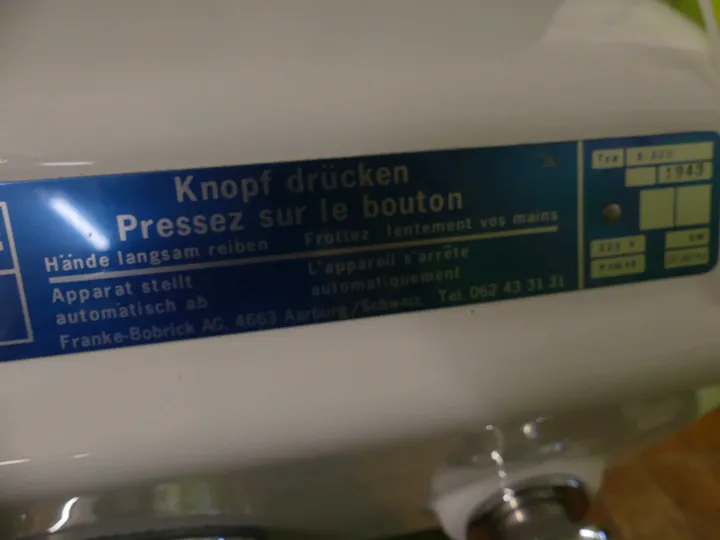 Knopf drücken
Pressez sur le bouton
Hände langsam reiben Frottez lentement vos mains
Apparat stellt
automatisch ab
L'appareil s'arrête
automatiquement
Franke-Bobrick AG, 4663 Aarburg/Schweiz. Tel. 062 43 31 31
Typ
1943